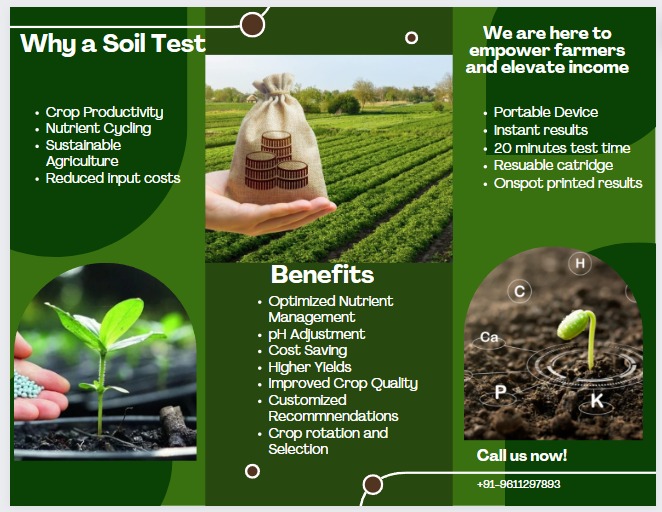 Why a Soil Test
Crop Productivity
Nutrient Cycling
Sustainable
Agriculture
Reduced input costs
Benefits
Optimized Nutrient
Management
pH Adjustment
Cost Saving
Higher Yields
Improved Crop Quality
Customized
Recommnendations
Crop rotation and
Selection
We are here to
empower farmers
and elevate income
Portable Device
Instant results
20 minutes test time
Resuable catridge
Onspot printed results
H
C
Ca
P
K
Call us now!
+91-9611297893